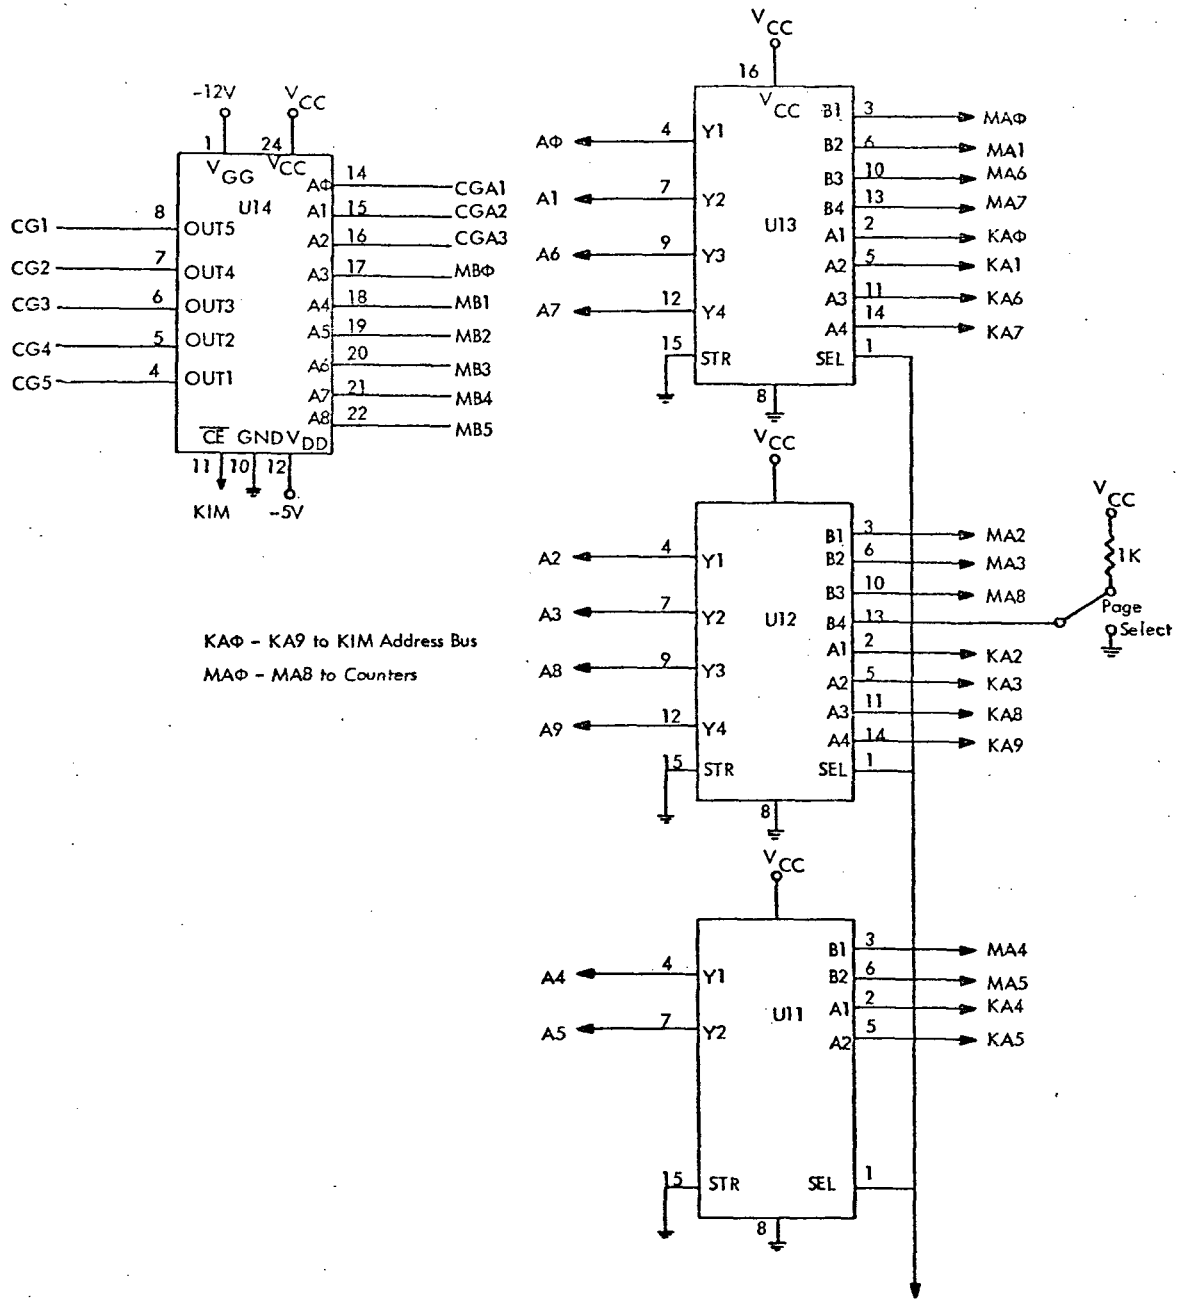 -12V
VCC
1
24
VGG
VCC
U14
CG1
8
OUT5
CG2
7
OUT4
CG3
6
OUT3
CG4
5
OUT2
CG5
4
OUT1
AΦ
14
CGA1
A1
15
CGA2
A2
16
CGA3
A3
17
MBΦ
A4
18
MB1
A5
19
MB2
A6
20
MB3
A7
21
MB4
A8
22
MB5
CE
GND
VDD
11
10
12
KIM
-5V
KAΦ - KA9 to KIM Address Bus
MAΦ - MA8 to Counters
VCC
16
VCC
U13
AΦ
4
Y1
A1
7
Y2
A6
9
Y3
A7
12
Y4
15
STR
B1
3
MAΦ
B2
6
MA1
B3
10
MA6
B4
13
MA7
A1
2
KAΦ
A2
5
KA1
A3
11
KA6
A4
14
KA7
SEL
1
8
VCC
U12
A2
4
Y1
A3
7
Y2
A8
9
Y3
A9
12
Y4
15
STR
B1
3
MA2
B2
6
MA3
B3
10
MA8
B4
13
A1
2
KA2
A2
5
KA3
A3
11
KA8
A4
14
KA9
SEL
1
8
VCC
1K
Page
Select
VCC
U11
A4
4
Y1
A5
7
Y2
15
STR
B1
3
MA4
B2
6
MA5
A1
2
KA4
A2
5
KA5
SEL
1
8